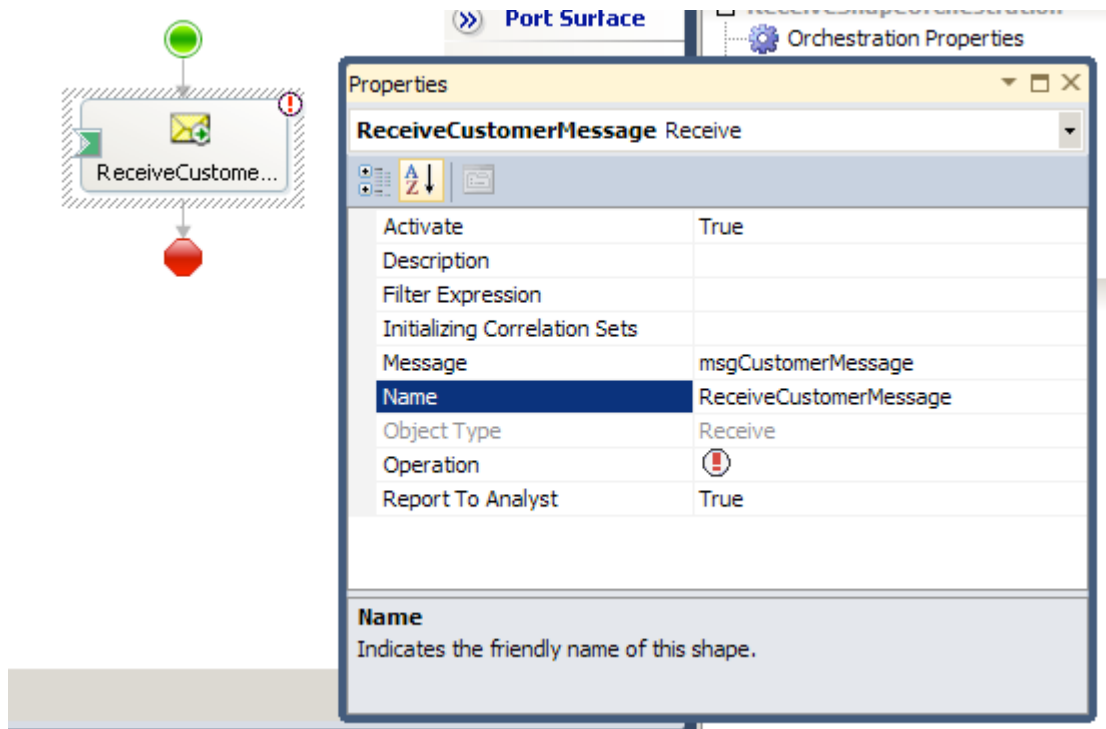 Port Surface
ReceiveShapeOrchestration
Orchestration Properties
ReceiveCustome...
Properties
ReceiveCustomerMessage Receive
Activate True
Description
Filter Expression
Initializing Correlation Sets
Message msgCustomerMessage
Name ReceiveCustomerMessage
Object Type Receive
Operation
Report To Analyst True
Name
Indicates the friendly name of this shape.